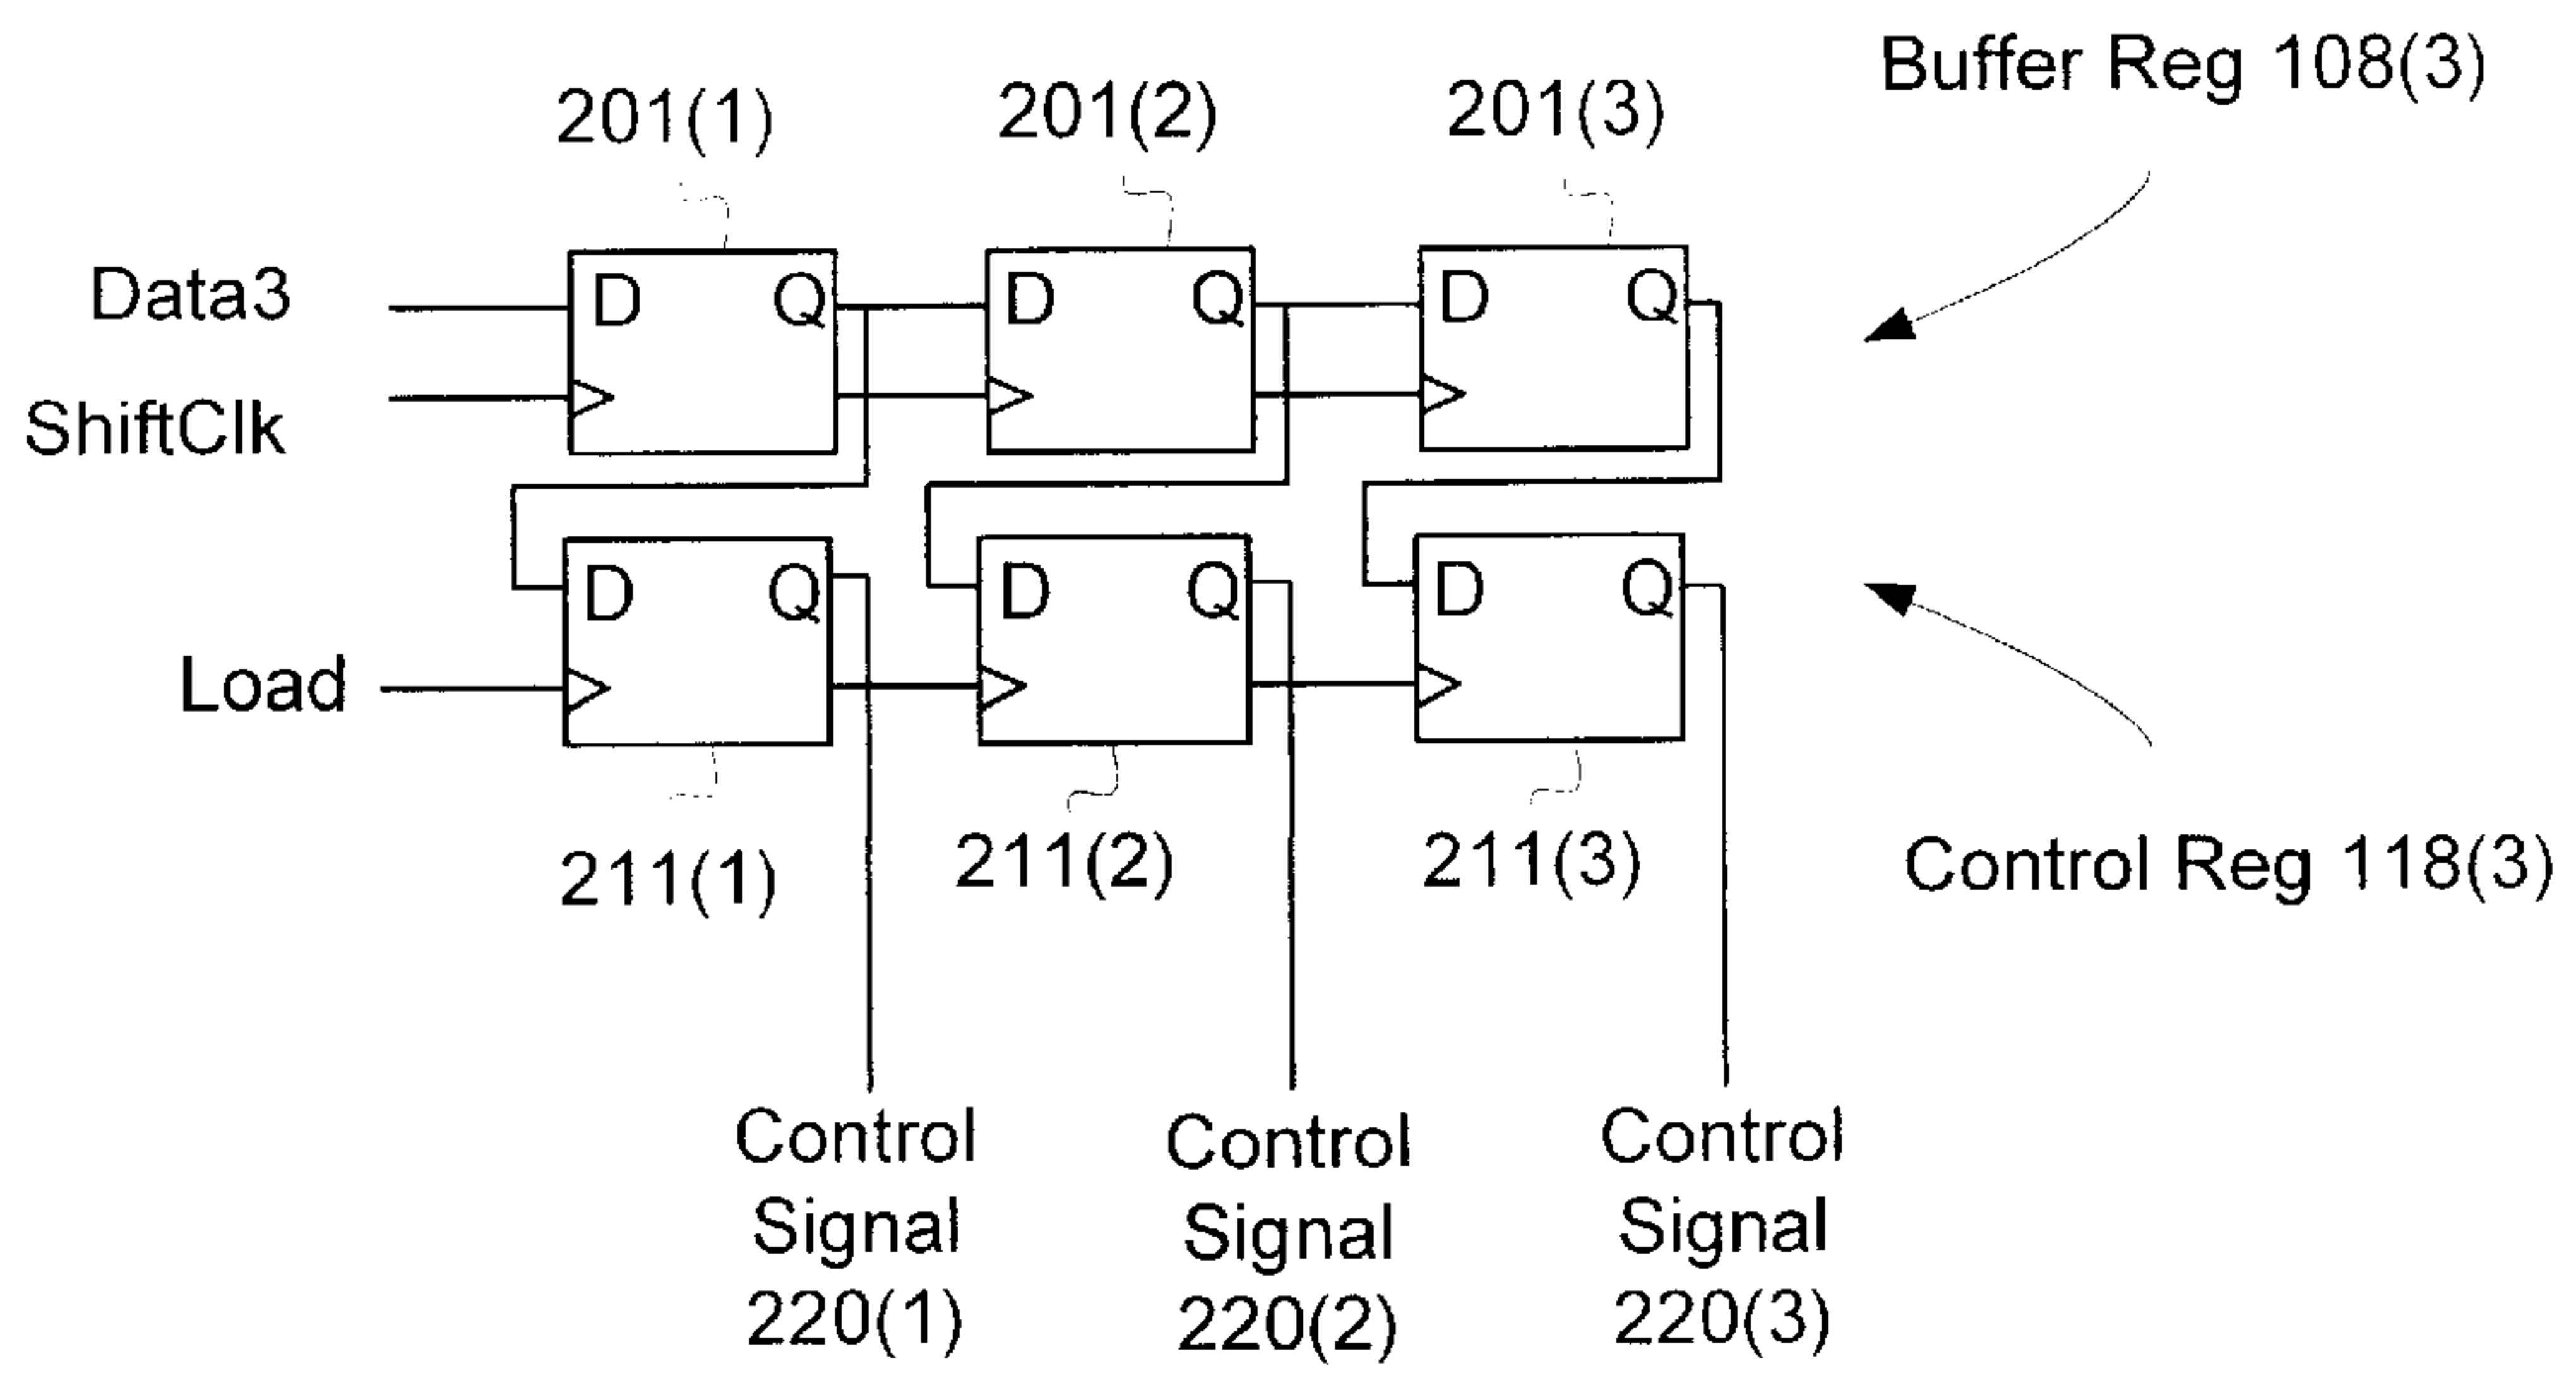 Buffer Reg 108(3)
201(1) 201(2) 201(3)
Data3 D Q D Q D Q
ShiftClk
D Q D Q D Q
Load
211(1) 211(2) 211(3)
Control Reg 118(3)
Control Control Control
Signal Signal Signal
220(1) 220(2) 220(3)